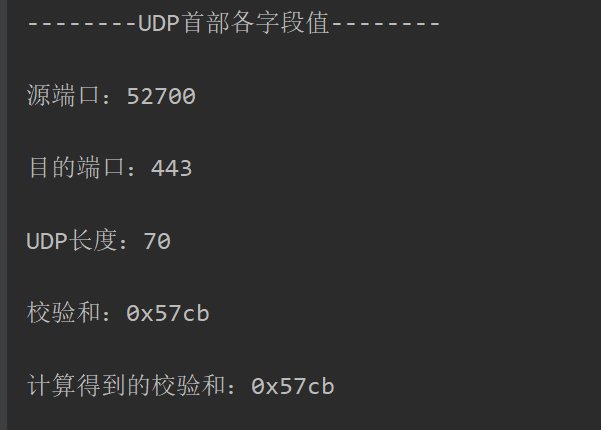 --------UDP首部各字段值--------
源端口：52700
目的端口：443
UDP长度：70
校验和：0x57cb
计算得到的校验和：0x57cb